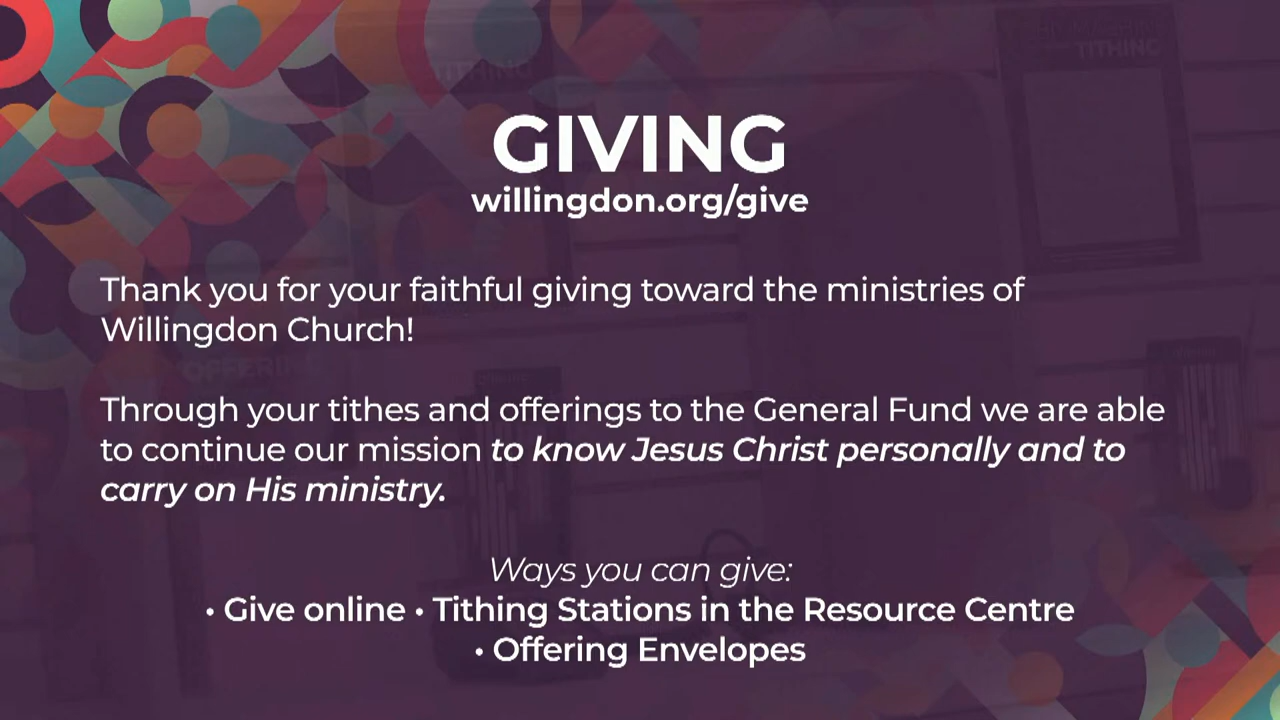 TITHING
TITHING
GIVING
willingdon.org/give
Thank you for your faithful giving toward the ministries of
Willingdon Church!
OFFERING
Through your tithes and offerings to the General Fund we are able
to continue our mission to know Jesus Christ personally and to
carry on His ministry.
Ways you can give:
• Give online • Tithing Stations in the Resource Centre
• Offering Envelopes